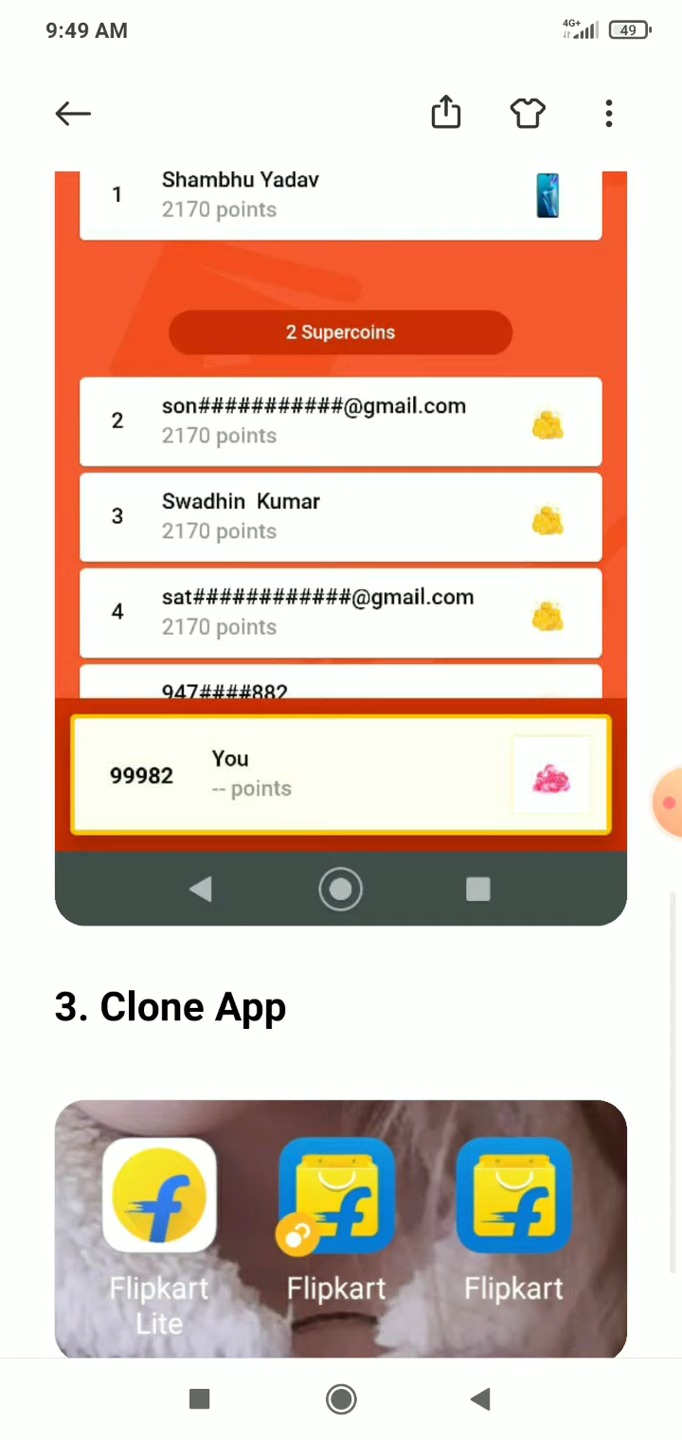 9:49 AM
4G+
49
1
Shambhu Yadav
2170 points
2 Supercoins
2
son###########@gmail.com
2170 points
3
Swadhin Kumar
2170 points
4
sat############@gmail.com
2170 points
947####882
99982
You
-- points
3. Clone App
Flipkart
Lite
Flipkart
Flipkart